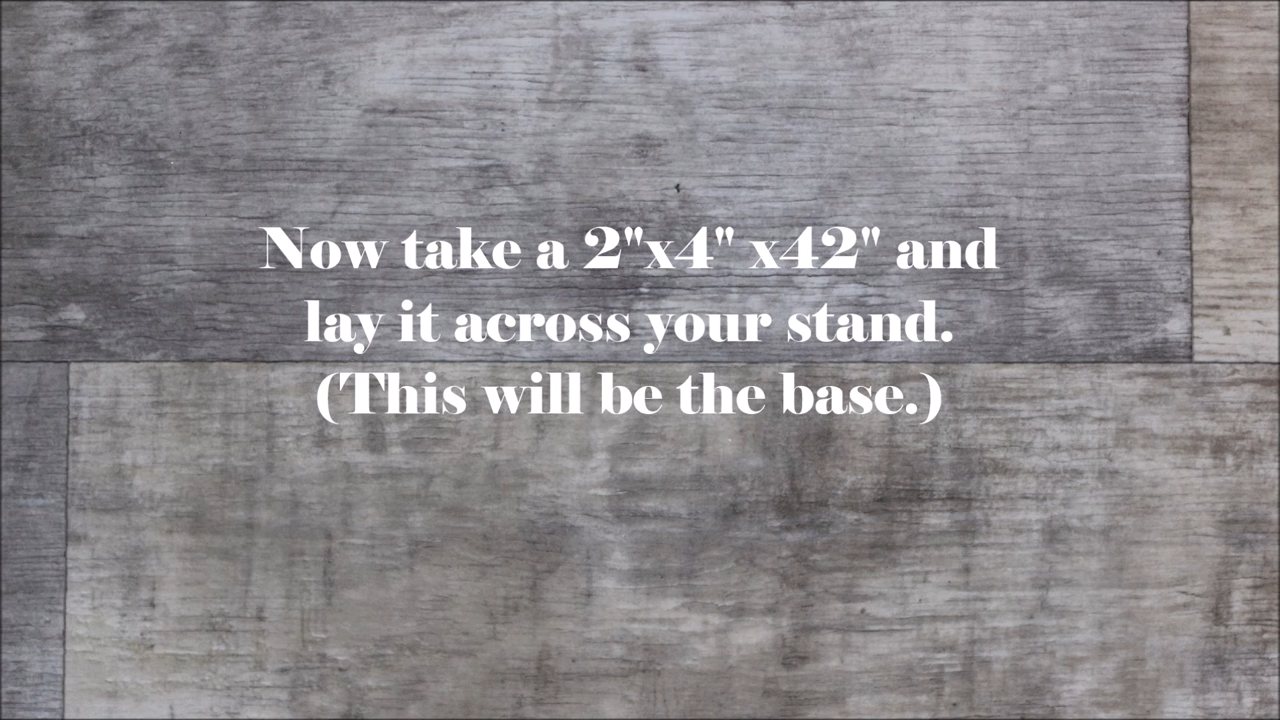 Now take a 2"x4" x42" and
lay it across your stand.
(This will be the base.)